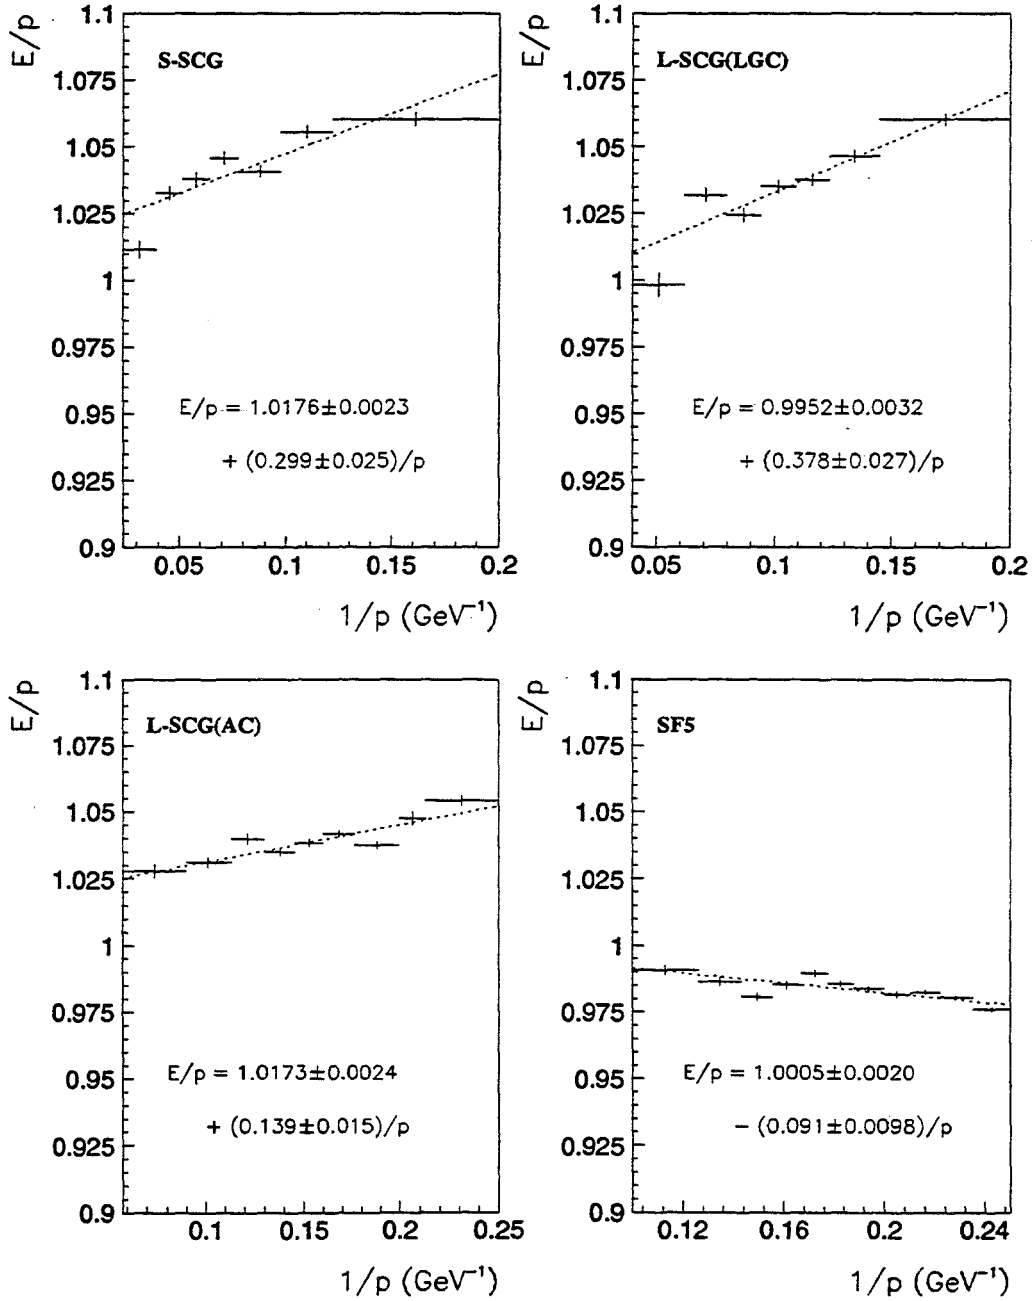 E/p
1.1
S-SCG
1.075
1.05
1.025
1
0.975
0.95
E/p = 1.0176±0.0023
0.925
+ (0.299±0.025)/p
0.9
0.05 0.1 0.15 0.2
1/p (GeV⁻¹)
E/p
1.1
L-SCG(LGC)
1.075
1.05
1.025
1
0.975
0.95
E/p = 0.9952±0.0032
0.925
+ (0.378±0.027)/p
0.9
0.05 0.1 0.15 0.2
1/p (GeV⁻¹)
E/p
1.1
L-SCG(AC)
1.075
1.05
1.025
1
0.975
0.95
E/p = 1.0173±0.0024
0.925
+ (0.139±0.015)/p
0.9
0.1 0.15 0.2 0.25
1/p (GeV⁻¹)
E/p
1.1
SF5
1.075
1.05
1.025
1
0.975
0.95
E/p = 1.0005±0.0020
0.925
− (0.091±0.0098)/p
0.9
0.12 0.16 0.2 0.24
1/p (GeV⁻¹)